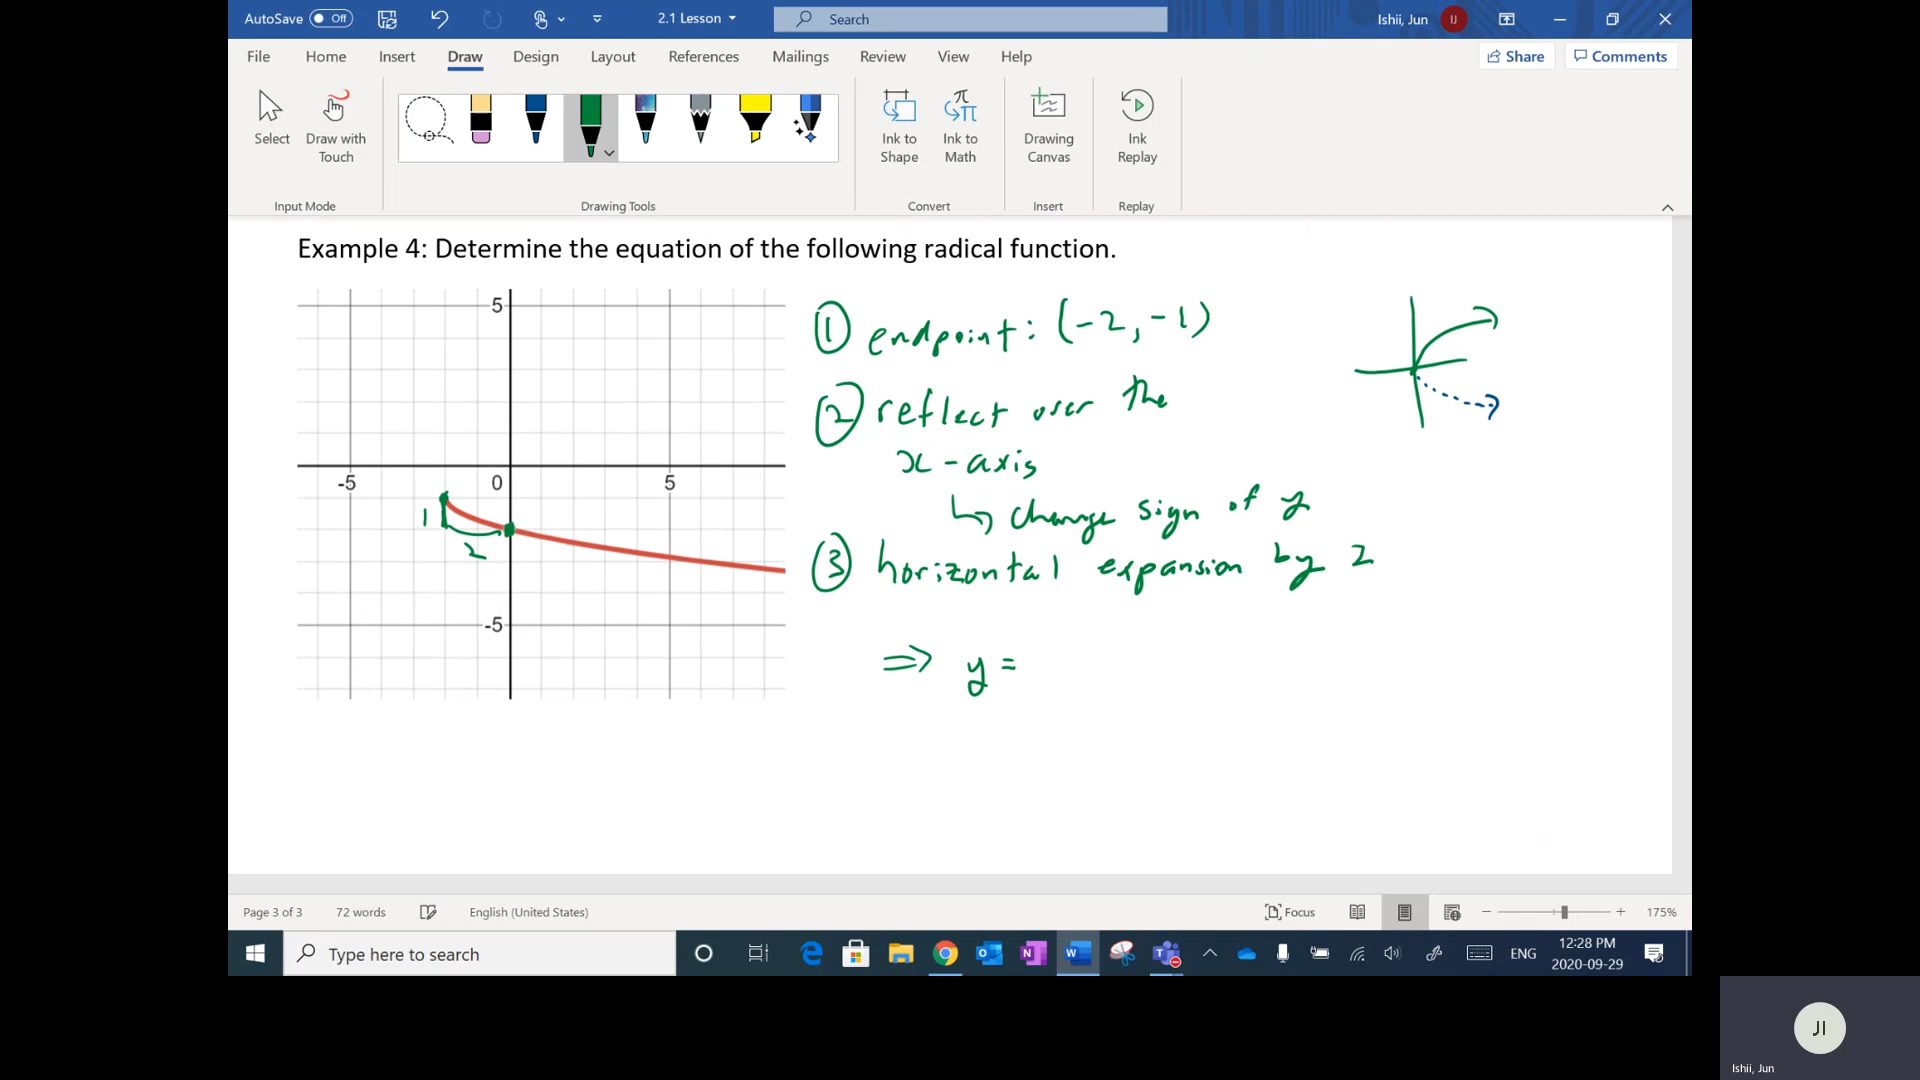 AutoSave Off
2.1 Lesson
Search
Ishii, Jun
IJ
File Home Insert Draw Design Layout References Mailings Review View Help
Share Comments
Select
Draw with Touch
Ink to Shape
Ink to Math
Drawing Canvas
Ink Replay
Input Mode
Drawing Tools
Convert
Insert
Replay
Example 4: Determine the equation of the following radical function.
5
-5 0 5
-5
1
2
① endpoint: (-2, -1)
② reflect over the
x-axis
↳ change sign of y
③ horizontal expansion by 2
⇒ y =
Page 3 of 3 72 words English (United States) Focus 175%
Type here to search
ENG
12:28 PM
2020-09-29
JI
Ishii, Jun